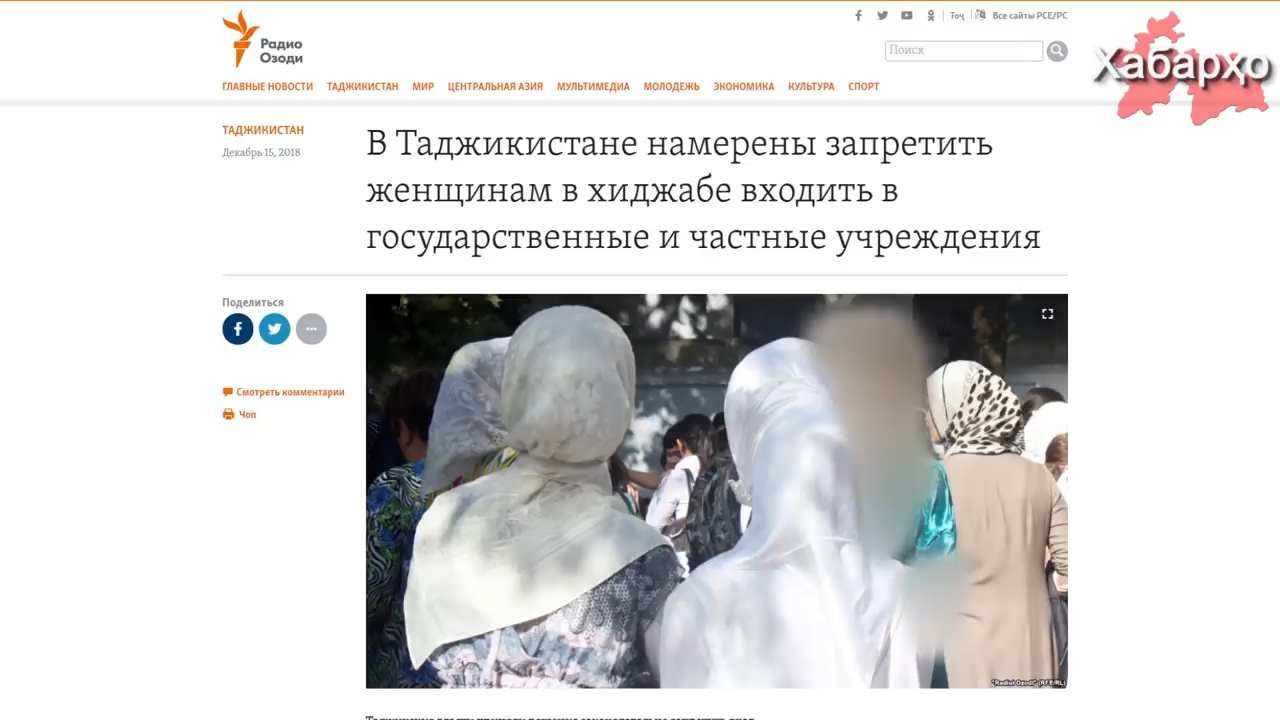 Радио
Озоди
Тоҷ
Все сайты РСЕ/РС
Поиск
Хабарҳо
ГЛАВНЫЕ НОВОСТИ ТАДЖИКИСТАН МИР ЦЕНТРАЛЬНАЯ АЗИЯ МУЛЬТИМЕДИА МОЛОДЕЖЬ ЭКОНОМИКА КУЛЬТУРА СПОРТ
ТАДЖИКИСТАН
Декабрь 15, 2018
В Таджикистане намерены запретить
женщинам в хиджабе входить в
государственные и частные учреждения
Поделиться
Смотреть комментарии
Чоп
"Radioi Ozodi" (RFE/RL)